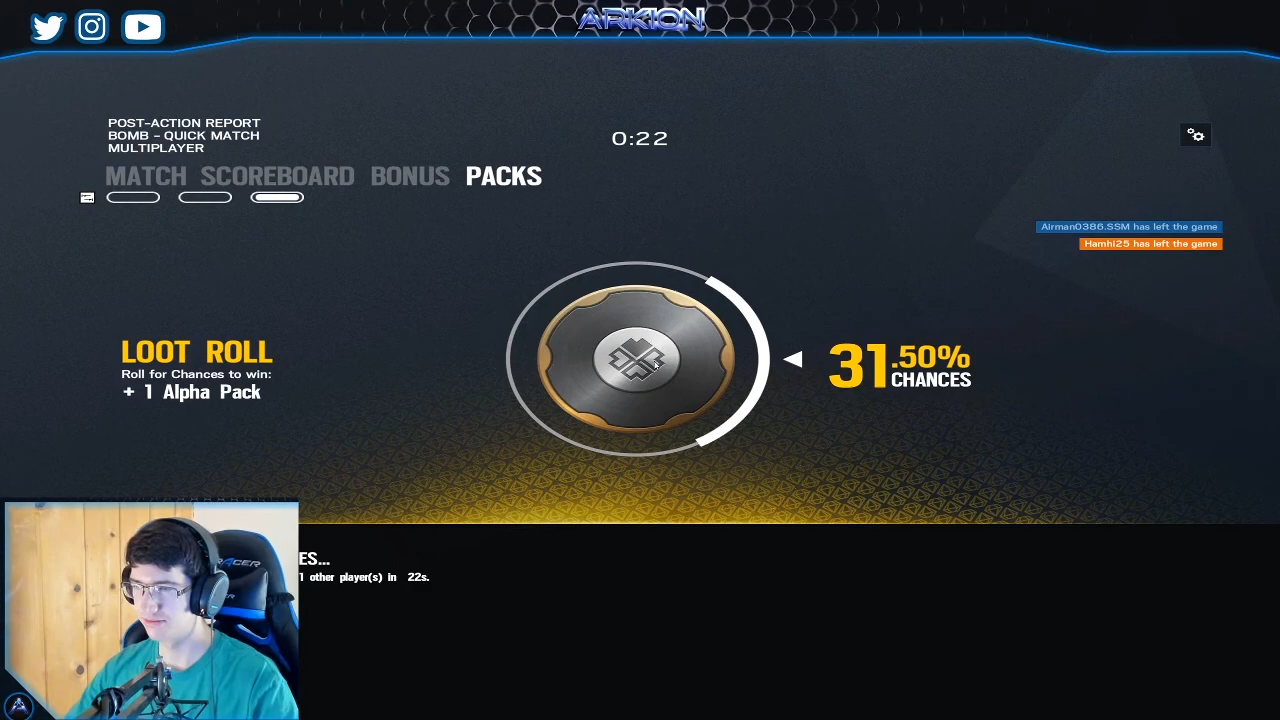 ARKION
POST-ACTION REPORT
BOMB - QUICK MATCH
MULTIPLAYER
0:22
MATCH SCOREBOARD BONUS PACKS
Airman0386.SSM has left the game
Hamhi25 has left the game
LOOT ROLL
Roll for Chances to win:
+ 1 Alpha Pack
31.50%
CHANCES
ES...
1 other player(s) in 22s.